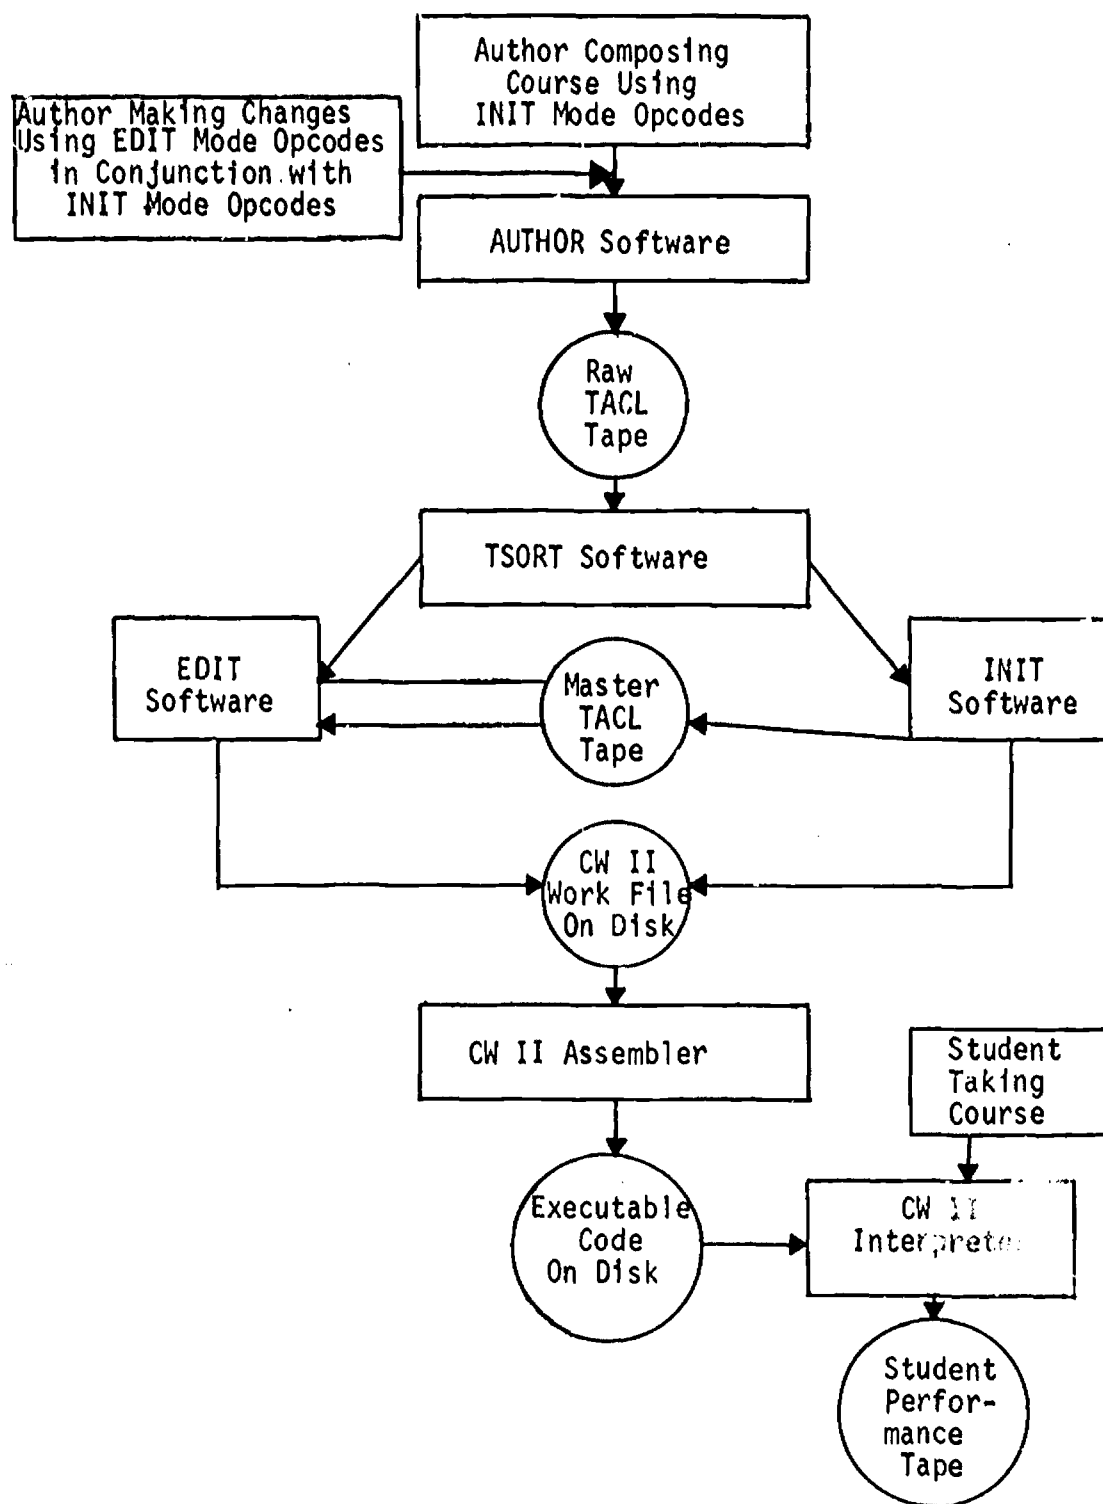 Author Composing
Course Using
INIT Mode Opcodes
Author Making Changes
Using EDIT Mode Opcodes
in Conjunction with
INIT Mode Opcodes
AUTHOR Software
Raw
TACL
Tape
TSORT Software
EDIT
Software
Master
TACL
Tape
INIT
Software
CW II
Work File
On Disk
CW II Assembler
Student
Taking
Course
Executable
Code
On Disk
CW II
Interpreter
Student
Perfor-
mance
Tape